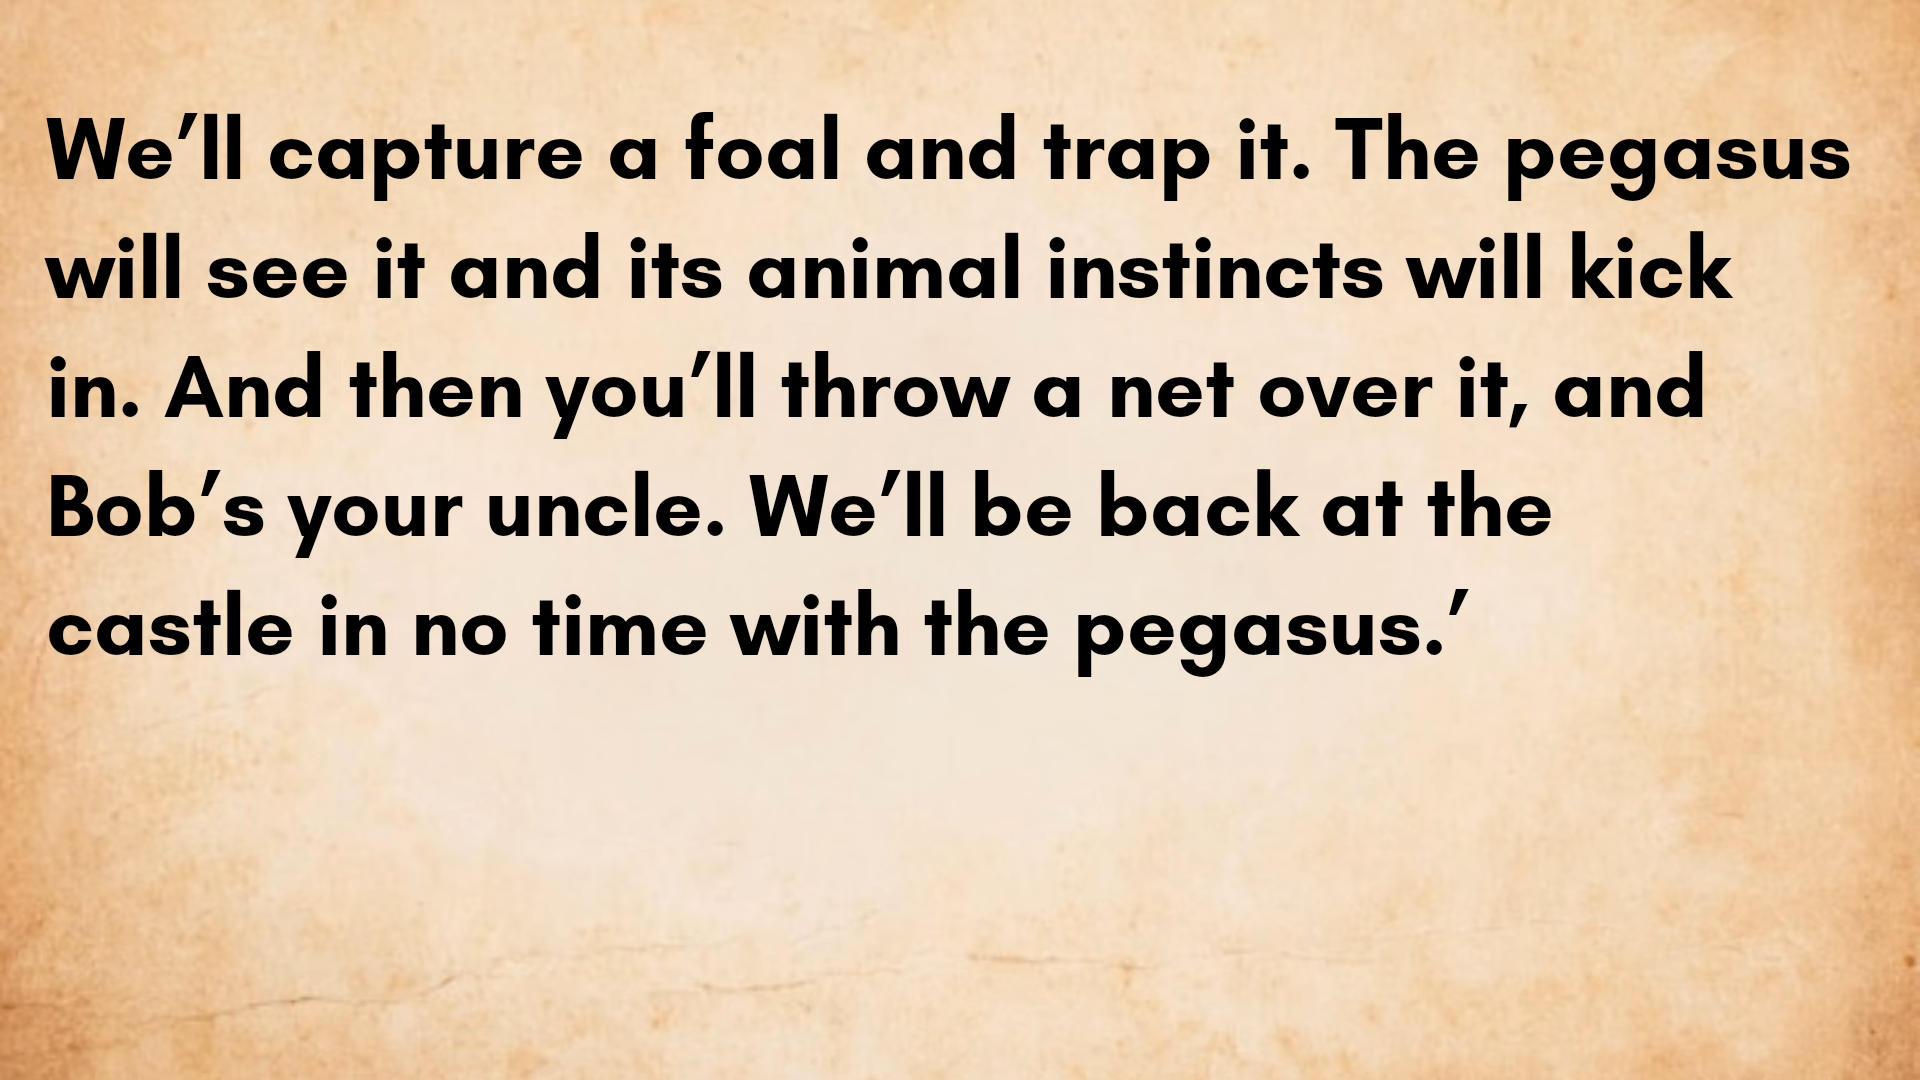 We’ll capture a foal and trap it. The pegasus
will see it and its animal instincts will kick
in. And then you’ll throw a net over it, and
Bob’s your uncle. We’ll be back at the
castle in no time with the pegasus.’